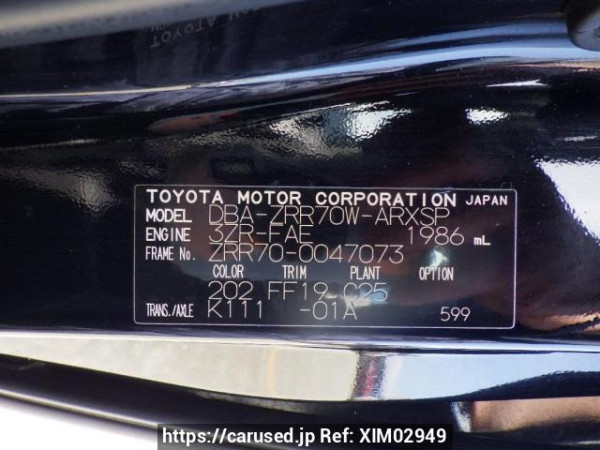 TOYOTA MOTOR CORPORATION JAPAN
MODEL DBA-ZRR70W-ARXSP
ENGINE 3ZR-FAE 1986 mL
FRAME No. ZRR70-0047073
COLOR TRIM PLANT OPTION
202 FF19 C25
TRANS./AXLE K111 -01A 599
https://carused.jp Ref: XIM02949